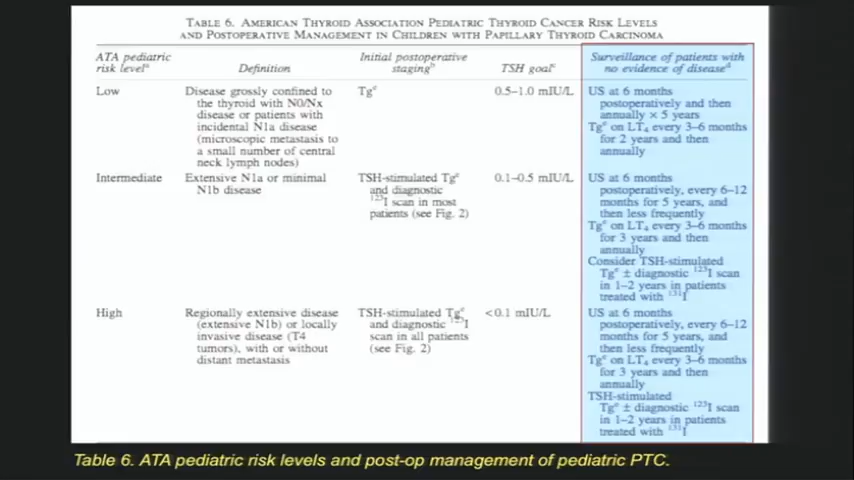 TABLE 6. AMERICAN THYROID ASSOCIATION PEDIATRIC THYROID CANCER RISK LEVELS
AND POSTOPERATIVE MANAGEMENT IN CHILDREN WITH PAPILLARY THYROID CARCINOMA
ATA pediatric
risk levelᵃ
Definition
Initial postoperative
stagingᵇ
TSH goalᶜ
Surveillance of patients with
no evidence of diseaseᵈ
Low
Disease grossly confined to
the thyroid with N0/Nx
disease or patients with
incidental N1a disease
(microscopic metastasis to
a small number of central
neck lymph nodes)
Tgᵉ
0.5–1.0 mIU/L
US at 6 months
postoperatively and then
annually × 5 years
Tgᵉ on LT₄ every 3–6 months
for 2 years and then
annually
Intermediate
Extensive N1a or minimal
N1b disease
TSH-stimulated Tgᵉ
and diagnostic
¹²³I scan in most
patients (see Fig. 2)
0.1–0.5 mIU/L
US at 6 months
postoperatively, every 6–12
months for 5 years, and
then less frequently
Tgᵉ on LT₄ every 3–6 months
for 3 years and then
annually
Consider TSH-stimulated
Tgᵉ ± diagnostic ¹²³I scan
in 1–2 years in patients
treated with ¹³¹I
High
Regionally extensive disease
(extensive N1b) or locally
invasive disease (T4
tumors), with or without
distant metastasis
TSH-stimulated Tgᵉ
and diagnostic ¹²³I
scan in all patients
(see Fig. 2)
<0.1 mIU/L
US at 6 months
postoperatively, every 6–12
months for 5 years, and
then less frequently
Tgᵉ on LT₄ every 3–6 months
for 3 years and then
annually
TSH-stimulated
Tgᵉ ± diagnostic ¹²³I scan
in 1–2 years in patients
treated with ¹³¹I
Table 6. ATA pediatric risk levels and post-op management of pediatric PTC.